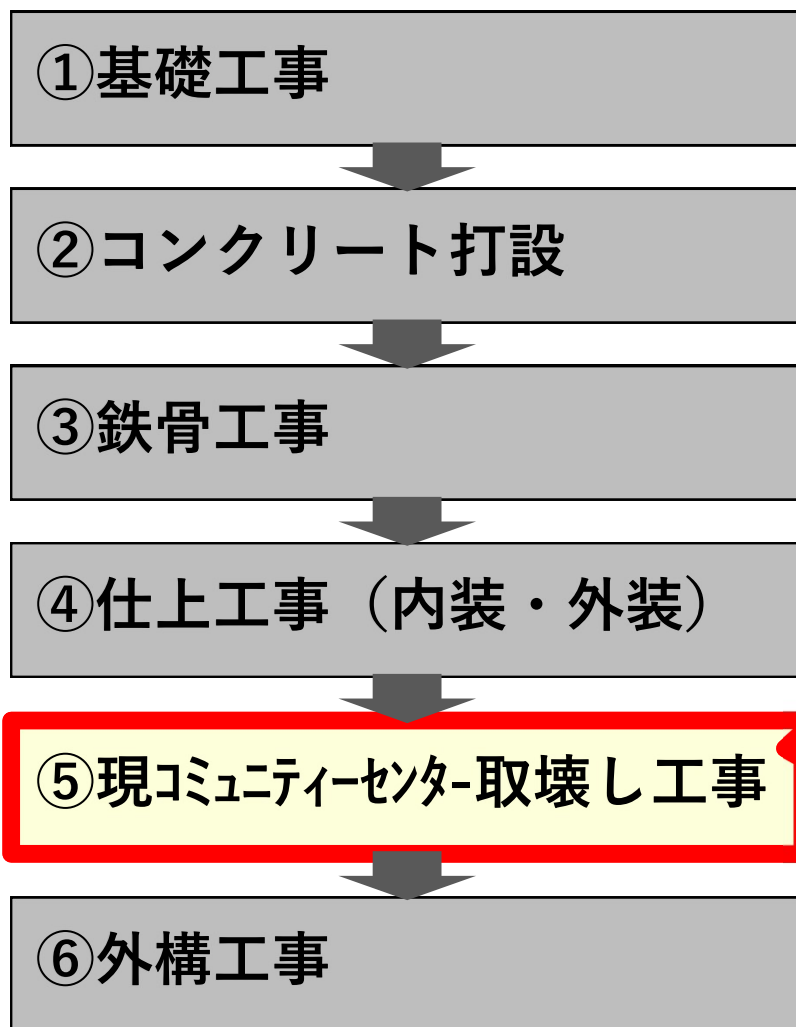 ①基礎工事
②コンクリート打設
③鉄骨工事
④仕上工事（内装・外装）
⑤現ｺﾐｭﾆﾃｨｰｾﾝﾀ-取壊し工事
⑥外構工事